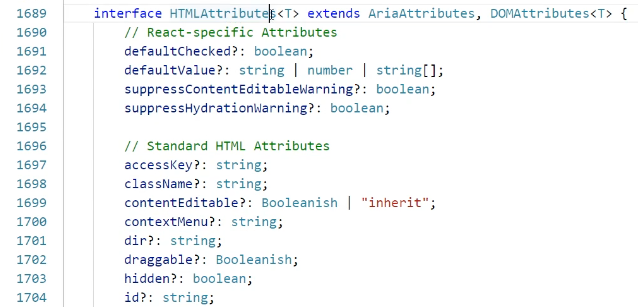 1689 interface HTMLAttributes<T> extends AriaAttributes, DOMAttributes<T> {
1690 // React-specific Attributes
1691 defaultChecked?: boolean;
1692 defaultValue?: string | number | string[];
1693 suppressContentEditableWarning?: boolean;
1694 suppressHydrationWarning?: boolean;
1695
1696 // Standard HTML Attributes
1697 accessKey?: string;
1698 className?: string;
1699 contentEditable?: Booleanish | "inherit";
1700 contextMenu?: string;
1701 dir?: string;
1702 draggable?: Booleanish;
1703 hidden?: boolean;
1704 id?: string;